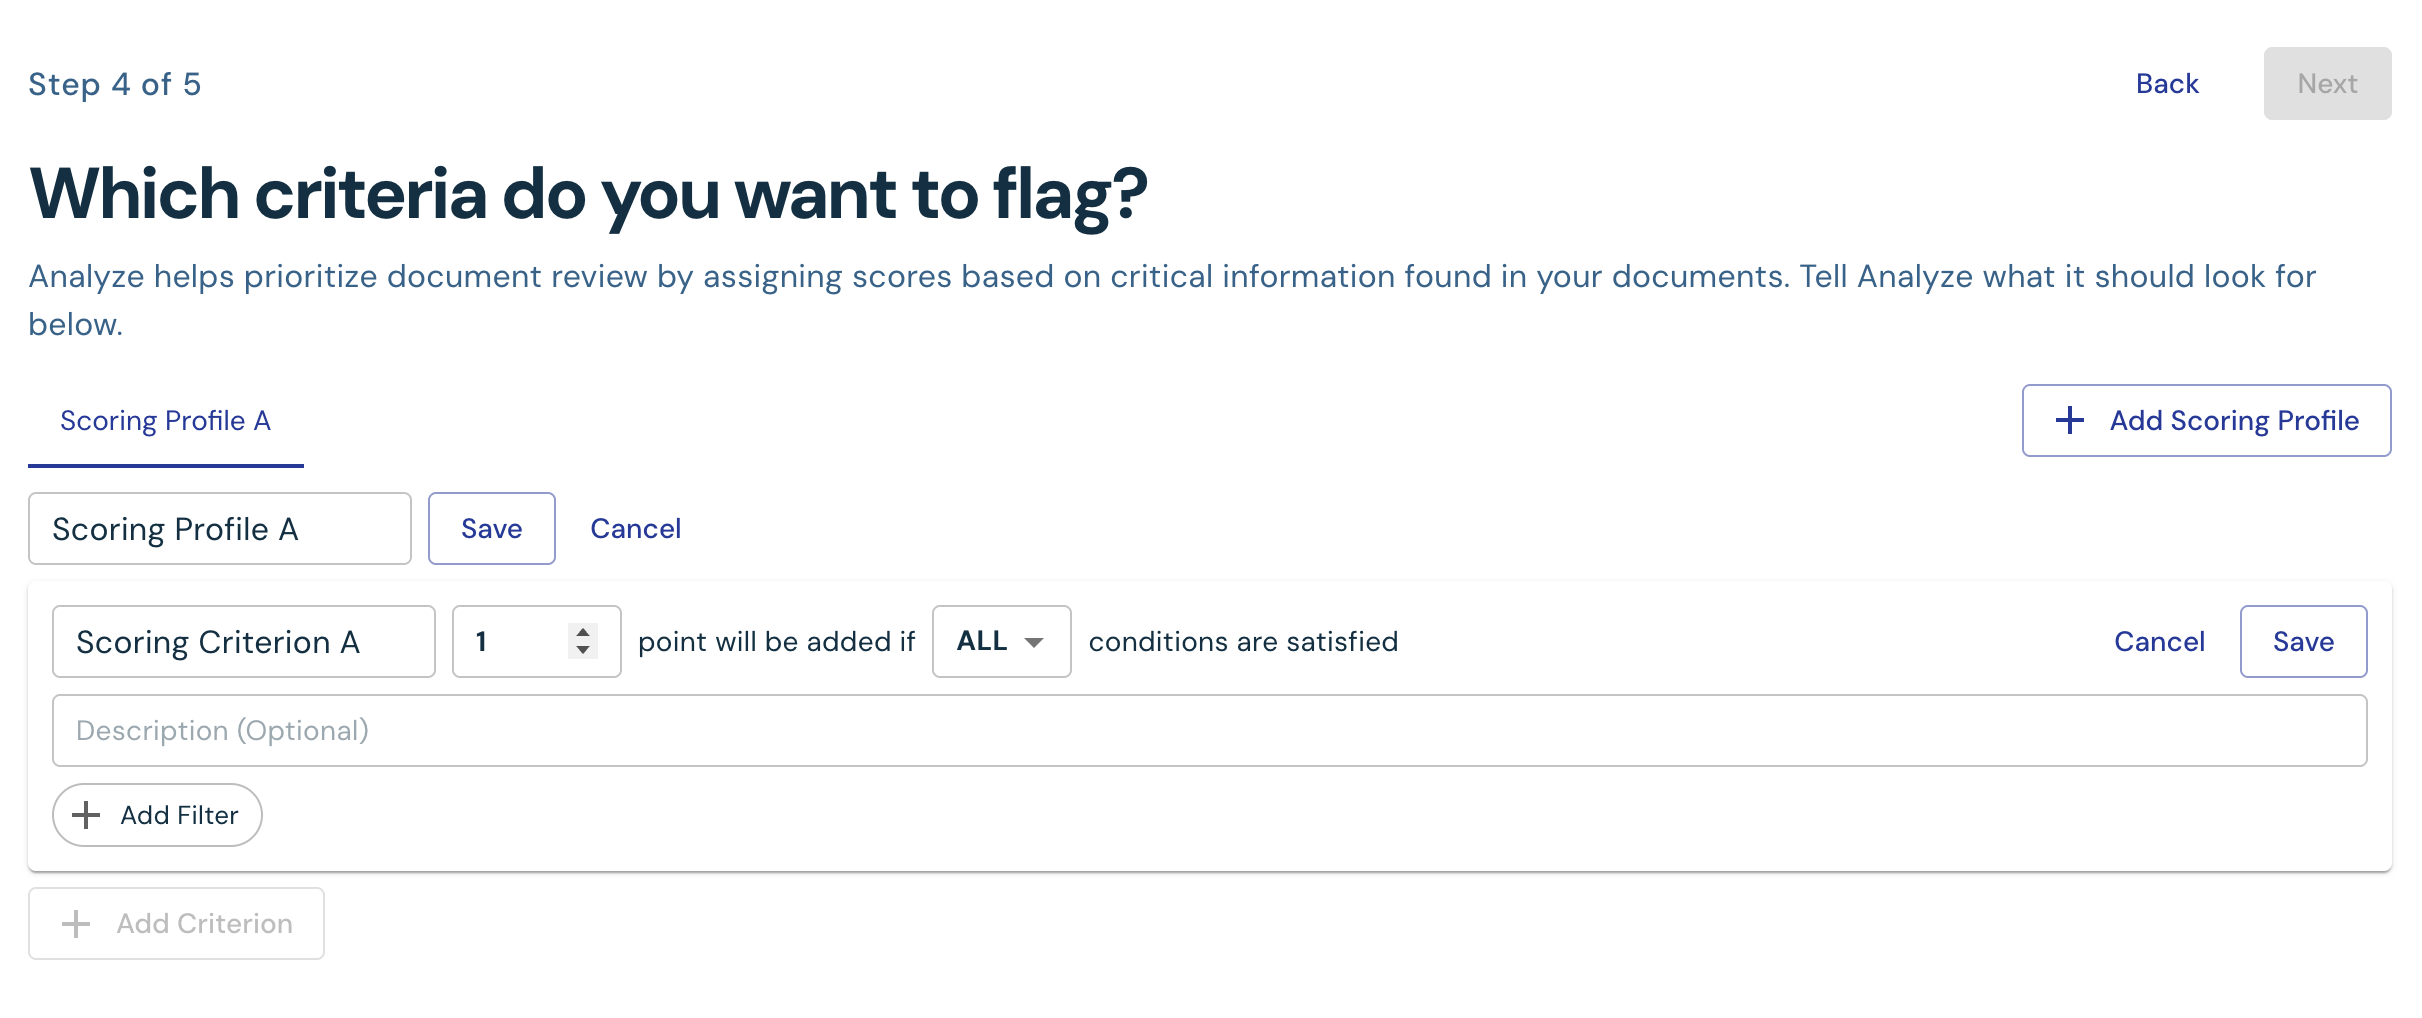 Step 4 of 5
Back
Next
Which criteria do you want to flag?
Analyze helps prioritize document review by assigning scores based on critical information found in your documents. Tell Analyze what it should look for
below.
Scoring Profile A
Add Scoring Profile
Scoring Profile A
Save
Cancel
Scoring Criterion A
1
point will be added if
ALL
conditions are satisfied
Cancel
Save
Description (Optional)
Add Filter
Add Criterion